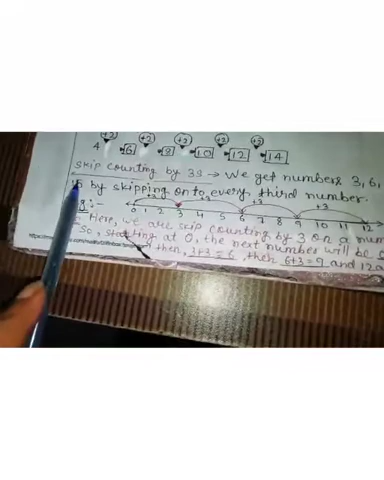 +2 +2 +2 +2 +2
4 6 8 10 12 14
skip counting by 3s → We get numbers 3, 6,
by skipping on to every third number.
+3 +3 +3 +3
0 1 2 3 4 5 6 7 8 9 10 11 12
Here, we are skip counting by 3 on a num
So, starting at 0, the next number will be
then, 3+3=6, then 6+3=9 and 12